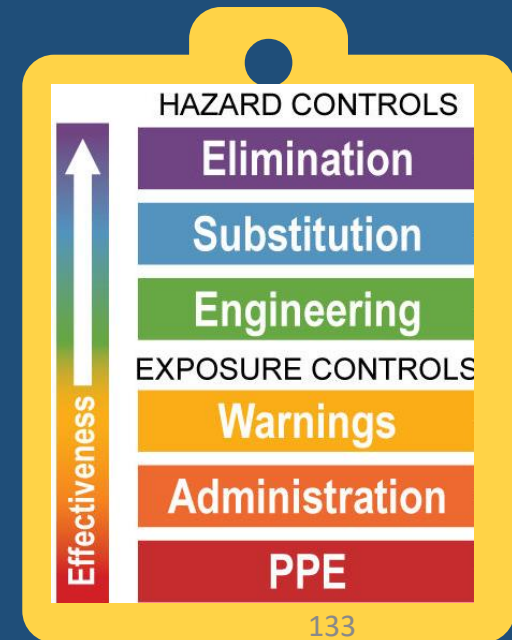 HAZARD CONTROLS
Elimination
Substitution
Engineering
EXPOSURE CONTROLS
Warnings
Administration
PPE
Effectiveness
133